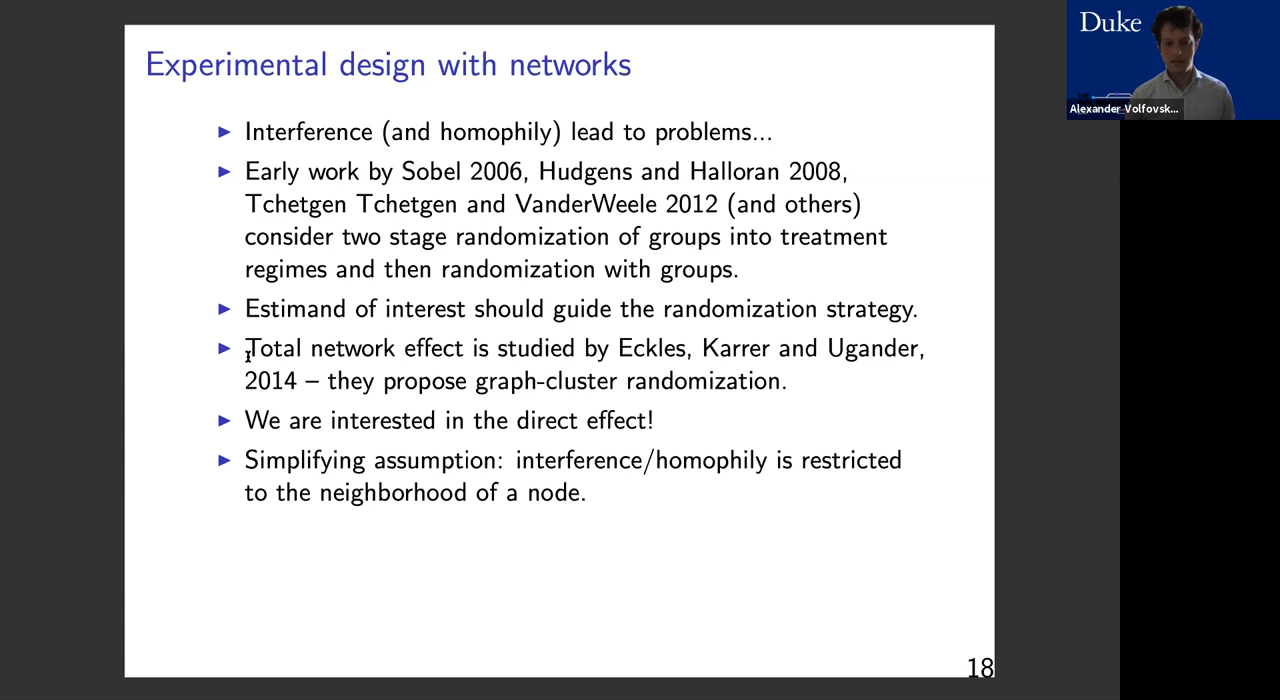 Experimental design with networks
▶ Interference (and homophily) lead to problems...
▶ Early work by Sobel 2006, Hudgens and Halloran 2008,
Tchetgen Tchetgen and VanderWeele 2012 (and others)
consider two stage randomization of groups into treatment
regimes and then randomization with groups.
▶ Estimand of interest should guide the randomization strategy.
▶ Total network effect is studied by Eckles, Karrer and Ugander,
2014 – they propose graph-cluster randomization.
▶ We are interested in the direct effect!
▶ Simplifying assumption: interference/homophily is restricted
to the neighborhood of a node.
18
Duke
Alexander Volfovsk...